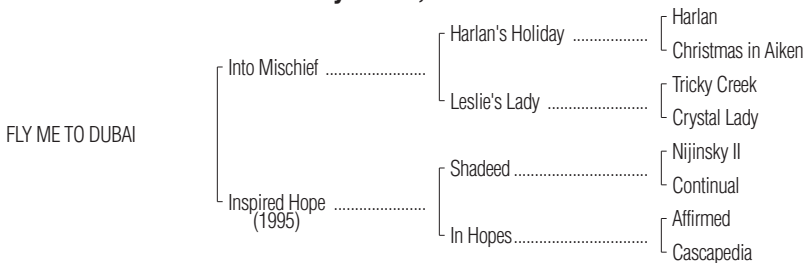 Harlan
Harlan's Holiday ..................
Christmas in Aiken
Into Mischief ........................
Tricky Creek
Leslie's Lady ........................
Crystal Lady
FLY ME TO DUBAI
Nijinsky II
Shadeed ................................
Continual
Inspired Hope ......................
(1995)
Affirmed
In Hopes ................................
Cascapedia